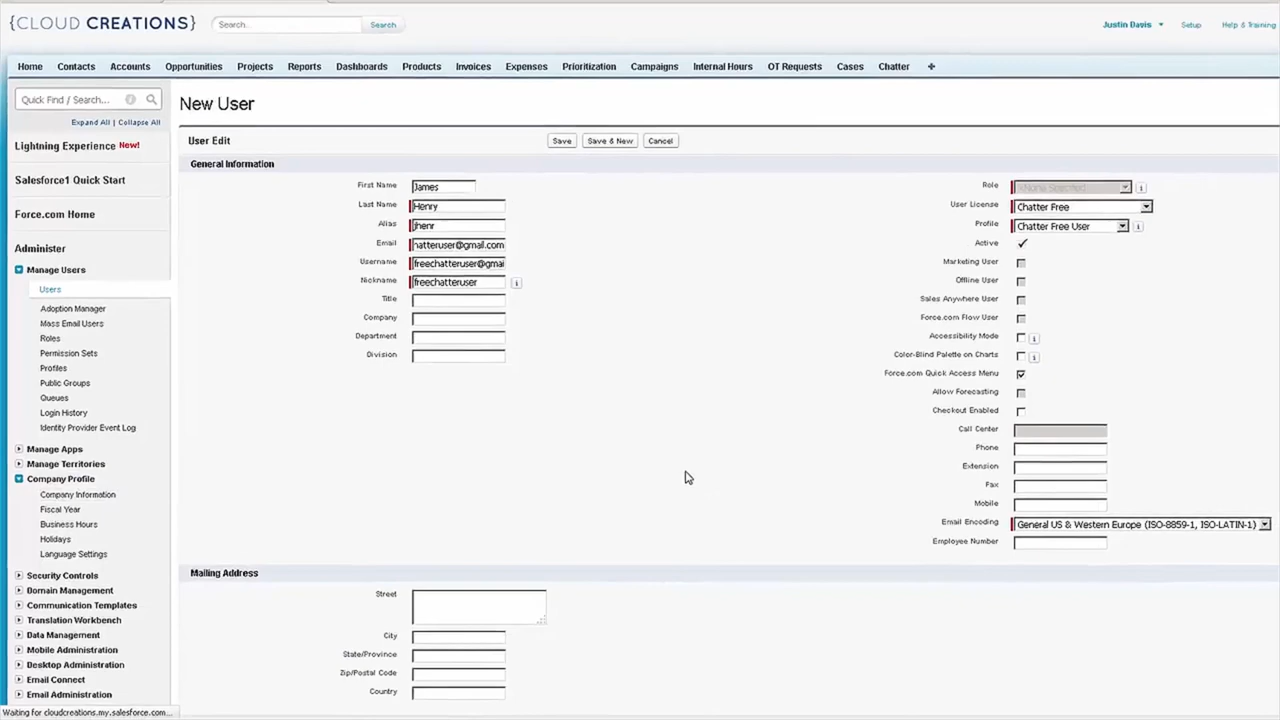 {CLOUD CREATIONS}
Search...
Search
Justin Davis
Setup
Help & Training
Home
Contacts
Accounts
Opportunities
Projects
Reports
Dashboards
Products
Invoices
Expenses
Prioritization
Campaigns
Internal Hours
OT Requests
Cases
Chatter
Quick Find / Search...
Expand All | Collapse All
Lightning Experience New!
Salesforce1 Quick Start
Force.com Home
Administer
Manage Users
Users
Adoption Manager
Mass Email Users
Roles
Permission Sets
Profiles
Public Groups
Queues
Login History
Identity Provider Event Log
Manage Apps
Manage Territories
Company Profile
Company Information
Fiscal Year
Business Hours
Holidays
Language Settings
Security Controls
Domain Management
Communication Templates
Translation Workbench
Data Management
Mobile Administration
Desktop Administration
Email Connect
Email Administration
Waiting for cloudcreations.my.salesforce.com...
New User
User Edit
Save
Save & New
Cancel
General Information
First Name James
Last Name Henry
Alias jhenr
Email hatteruser@gmail.com
Username freechatteruser@gmai
Nickname freechatteruser
Title
Company
Department
Division
Role <None Specified
User License Chatter Free
Profile Chatter Free User
Active
Marketing User
Offline User
Sales Anywhere User
Force.com Flow User
Accessibility Mode
Color-Blind Palette on Charts
Force.com Quick Access Menu
Allow Forecasting
Checkout Enabled
Call Center
Phone
Extension
Fax
Mobile
Email Encoding General US & Western Europe (ISO-8859-1, ISO-LATIN-1)
Employee Number
Mailing Address
Street
City
State/Province
Zip/Postal Code
Country